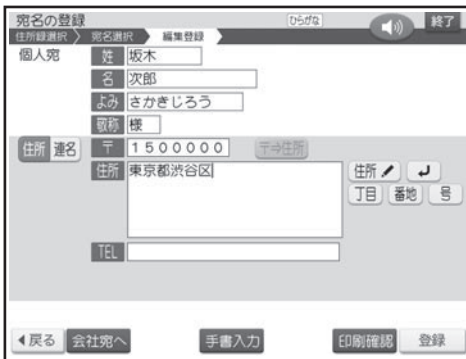 宛名の登録 ひらがな 終了
住所録選択 宛名選択 編集登録
個人宛 姓 坂木
名 次郎
よみ さかきじろう
敬称 様
住所 連名 〒 1500000 〒⇒住所
住所 東京都渋谷区 住所
丁目 番地 号
TEL
戻る 会社宛へ 手書入力 印刷確認 登録